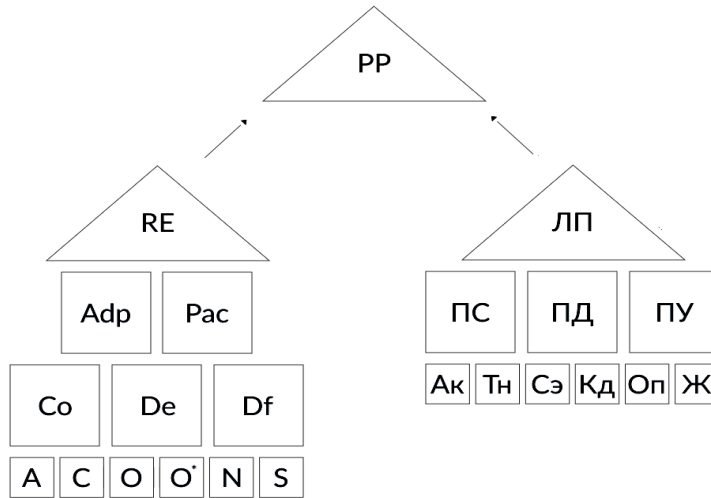 PP
RE
ЛП
Adp Pac
ПС ПД ПУ
Co De Df
Ак Тн Сэ Кд Оп Ж
A C O O* N S